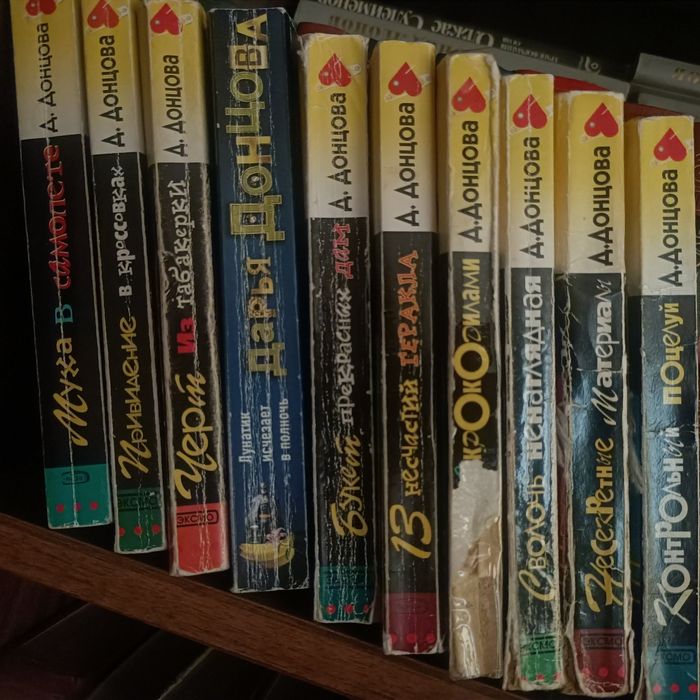 Д. Донцова
Муха в самолете
ЭКСМО
Д. Донцова
Привидение в кроссовках
ЭКСМО
Д. Донцова
Черт из табакерки
ЭКСМО
Дарья Донцова
Лунатик
исчезает
в полночь
Д. Донцова
Букет прекрасных дам
Д. Донцова
13 несчастий Геракла
Д. Донцова
крокодилами
Д. Донцова
Сволочь ненаглядная
ЭКСМО
Д. Донцова
Несекретные материалы
ЭКСМО
Д. Донцова
Контрольный поцелуй
ЭКСМО